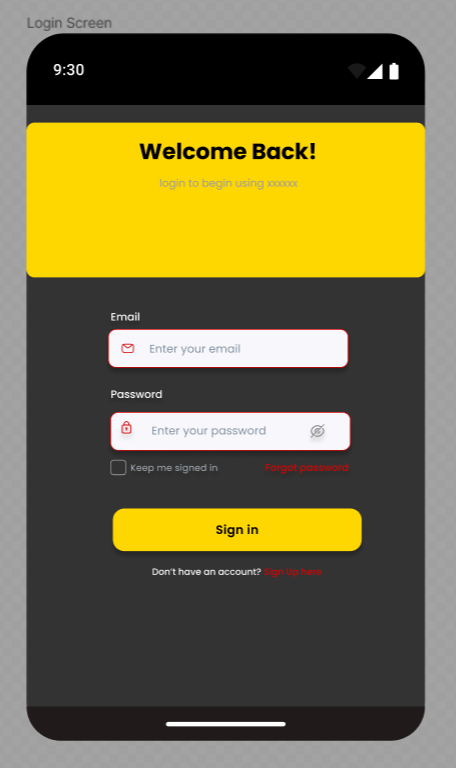 Login Screen
9:30
Welcome Back!
login to begin using xxxxxx
Email
Enter your email
Password
Enter your password
Keep me signed in Forgot password
Sign in
Don't have an account? Sign up here